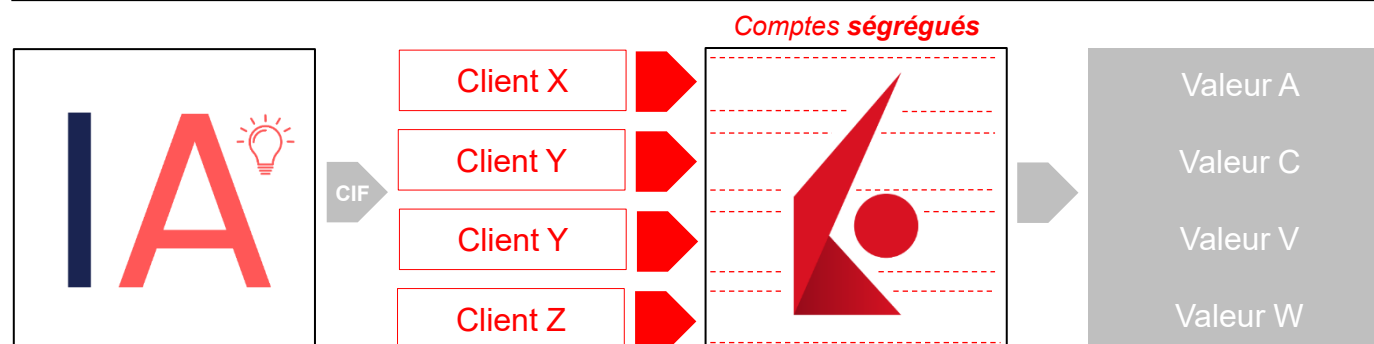 Comptes ségrégués
IA
CIF
Client X
Client Y
Client Y
Client Z
Valeur A
Valeur C
Valeur V
Valeur W